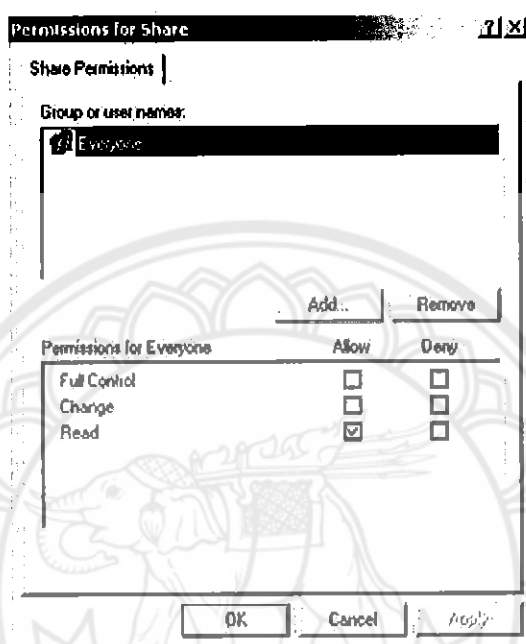 Permissions for Share
Share Permissions
Group or user names:
Everyone
Add... Remove
Permissions for Everyone Allow Deny
Full Control
Change
Read
OK Cancel Apply